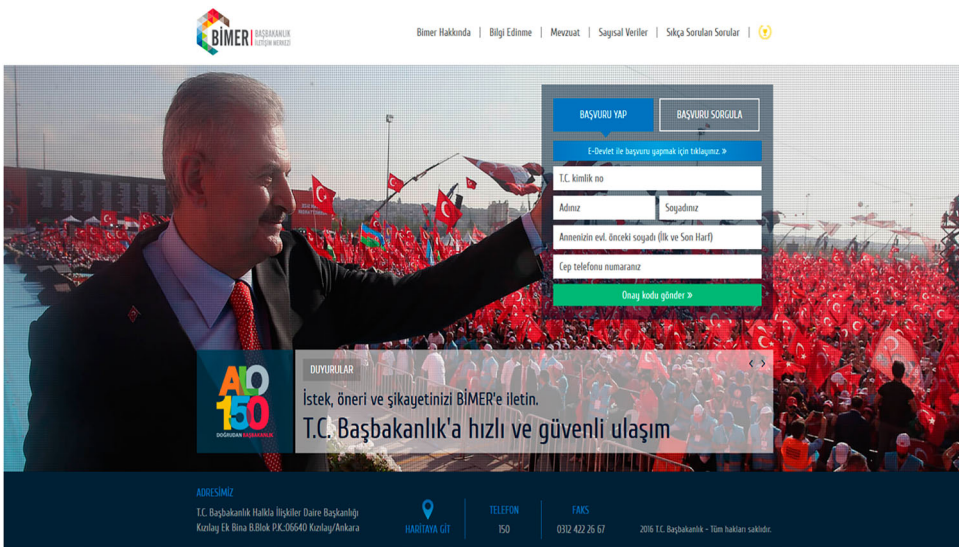 BİMER BAŞBAKANLIK
İLETİŞİM MERKEZİ
Bimer Hakkında | Bilgi Edinme | Mevzuat | Sayısal Veriler | Sıkça Sorulan Sorular |
BAŞVURU YAP BAŞVURU SORGULA
E-Devlet ile başvuru yapmak için tıklayınız. »
T.C. kimlik no
Adınız Soyadınız
Annenizin evl. önceki soyadı (İlk ve Son Harf)
Cep telefonu numaranız
Onay kodu gönder »
ALO
150
DOĞRUDAN BAŞBAKANLIK
DUYURULAR
İstek, öneri ve şikayetinizi BİMER'e iletin.
T.C. Başbakanlık'a hızlı ve güvenli ulaşım
ADRESİMİZ
T.C. Başbakanlık Halkla İlişkiler Daire Başkanlığı
Kızılay Ek Bina B.Blok P.K.:06640 Kızılay/Ankara
HARİTAYA GİT
TELEFON
150
FAKS
0312 422 26 67
2016 T.C. Başbakanlık - Tüm hakları saklıdır.